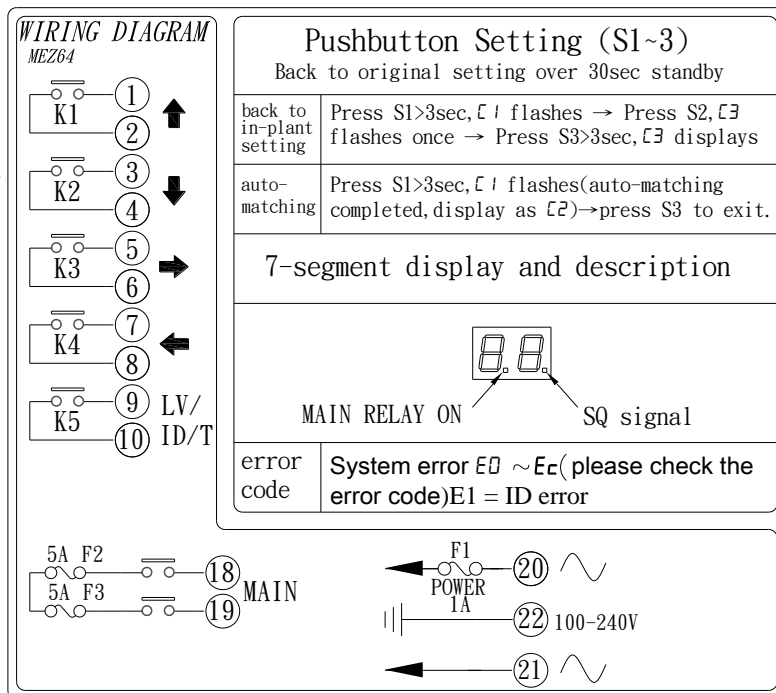 WIRING DIAGRAM
MEZ64
K1
1
2
K2
3
4
K3
5
6
K4
7
8
K5
9
10
LV/
ID/T
Pushbutton Setting (S1~3)
Back to original setting over 30sec standby
back to
in-plant
setting
Press S1>3sec, C1 flashes → Press S2, C3
flashes once → Press S3>3sec, C3 displays
auto-
matching
Press S1>3sec, C1 flashes(auto-matching
completed, display as C2)→press S3 to exit.
7-segment display and description
8.8.
MAIN RELAY ON
SQ signal
error
code
System error E0 ~Ec( please check the
error code)E1 = ID error
5A F2
18
5A F3
19
MAIN
F1
20
POWER
1A
22 100-240V
21